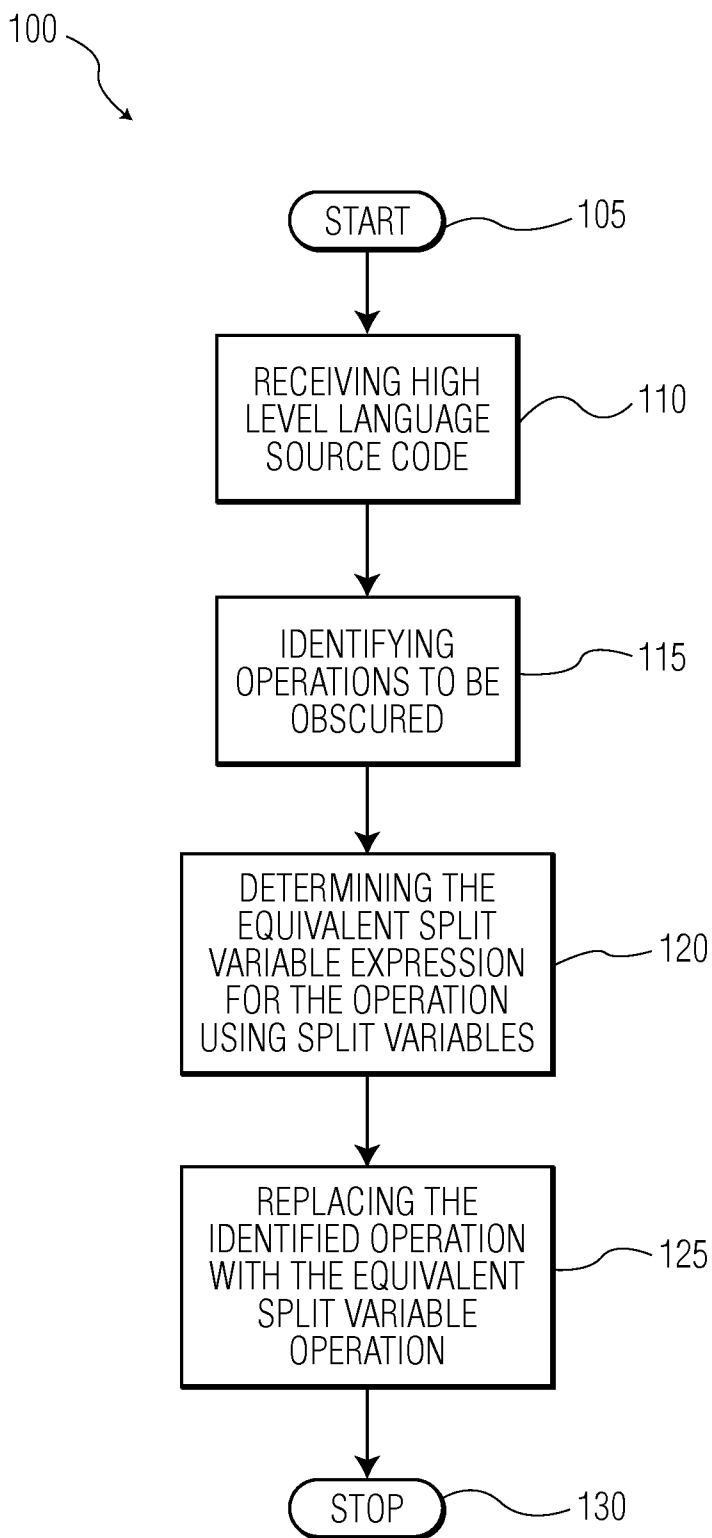 100
START
105
RECEIVING HIGH
LEVEL LANGUAGE
SOURCE CODE
110
IDENTIFYING
OPERATIONS TO BE
OBSCURED
115
DETERMINING THE
EQUIVALENT SPLIT
VARIABLE EXPRESSION
FOR THE OPERATION
USING SPLIT VARIABLES
120
REPLACING THE
IDENTIFIED OPERATION
WITH THE EQUIVALENT
SPLIT VARIABLE
OPERATION
125
STOP
130